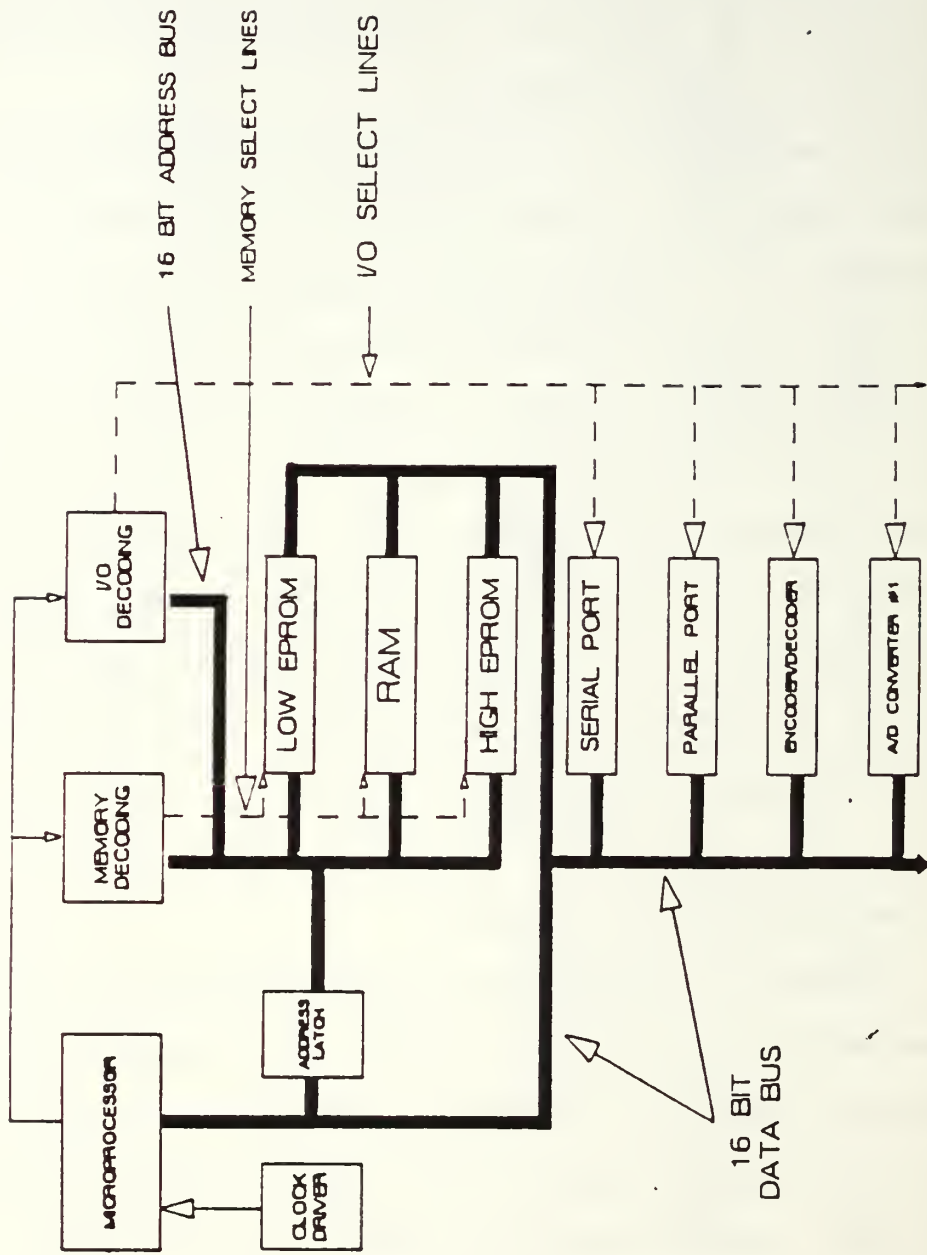 MICROPROCESSOR
CLOCK
DRIVER
ADDRESS
LATCH
MEMORY
DECODING
I/O
DECODING
LOW EPROM
RAM
HIGH EPROM
SERIAL PORT
PARALLEL PORT
ENCODER/DECODER
A/D CONVERTER #1
16 BIT ADDRESS BUS
MEMORY SELECT LINES
I/O SELECT LINES
16 BIT
DATA BUS